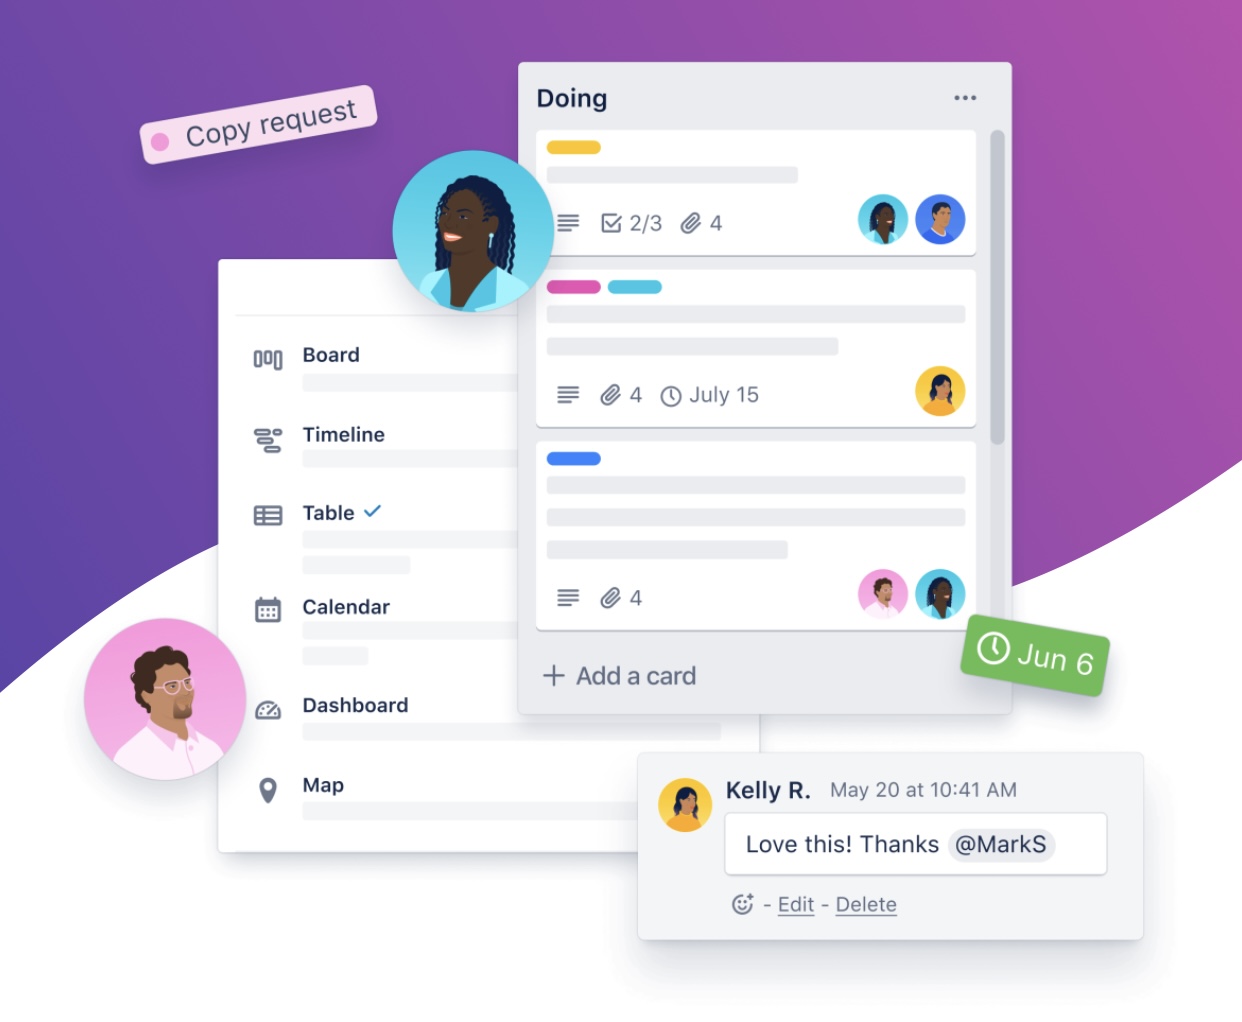 Copy request
Doing
2/3 4
4 July 15
4
+ Add a card
Board
Timeline
Table
Calendar
Dashboard
Map
Jun 6
Kelly R. May 20 at 10:41 AM
Love this! Thanks @MarkS
- Edit - Delete